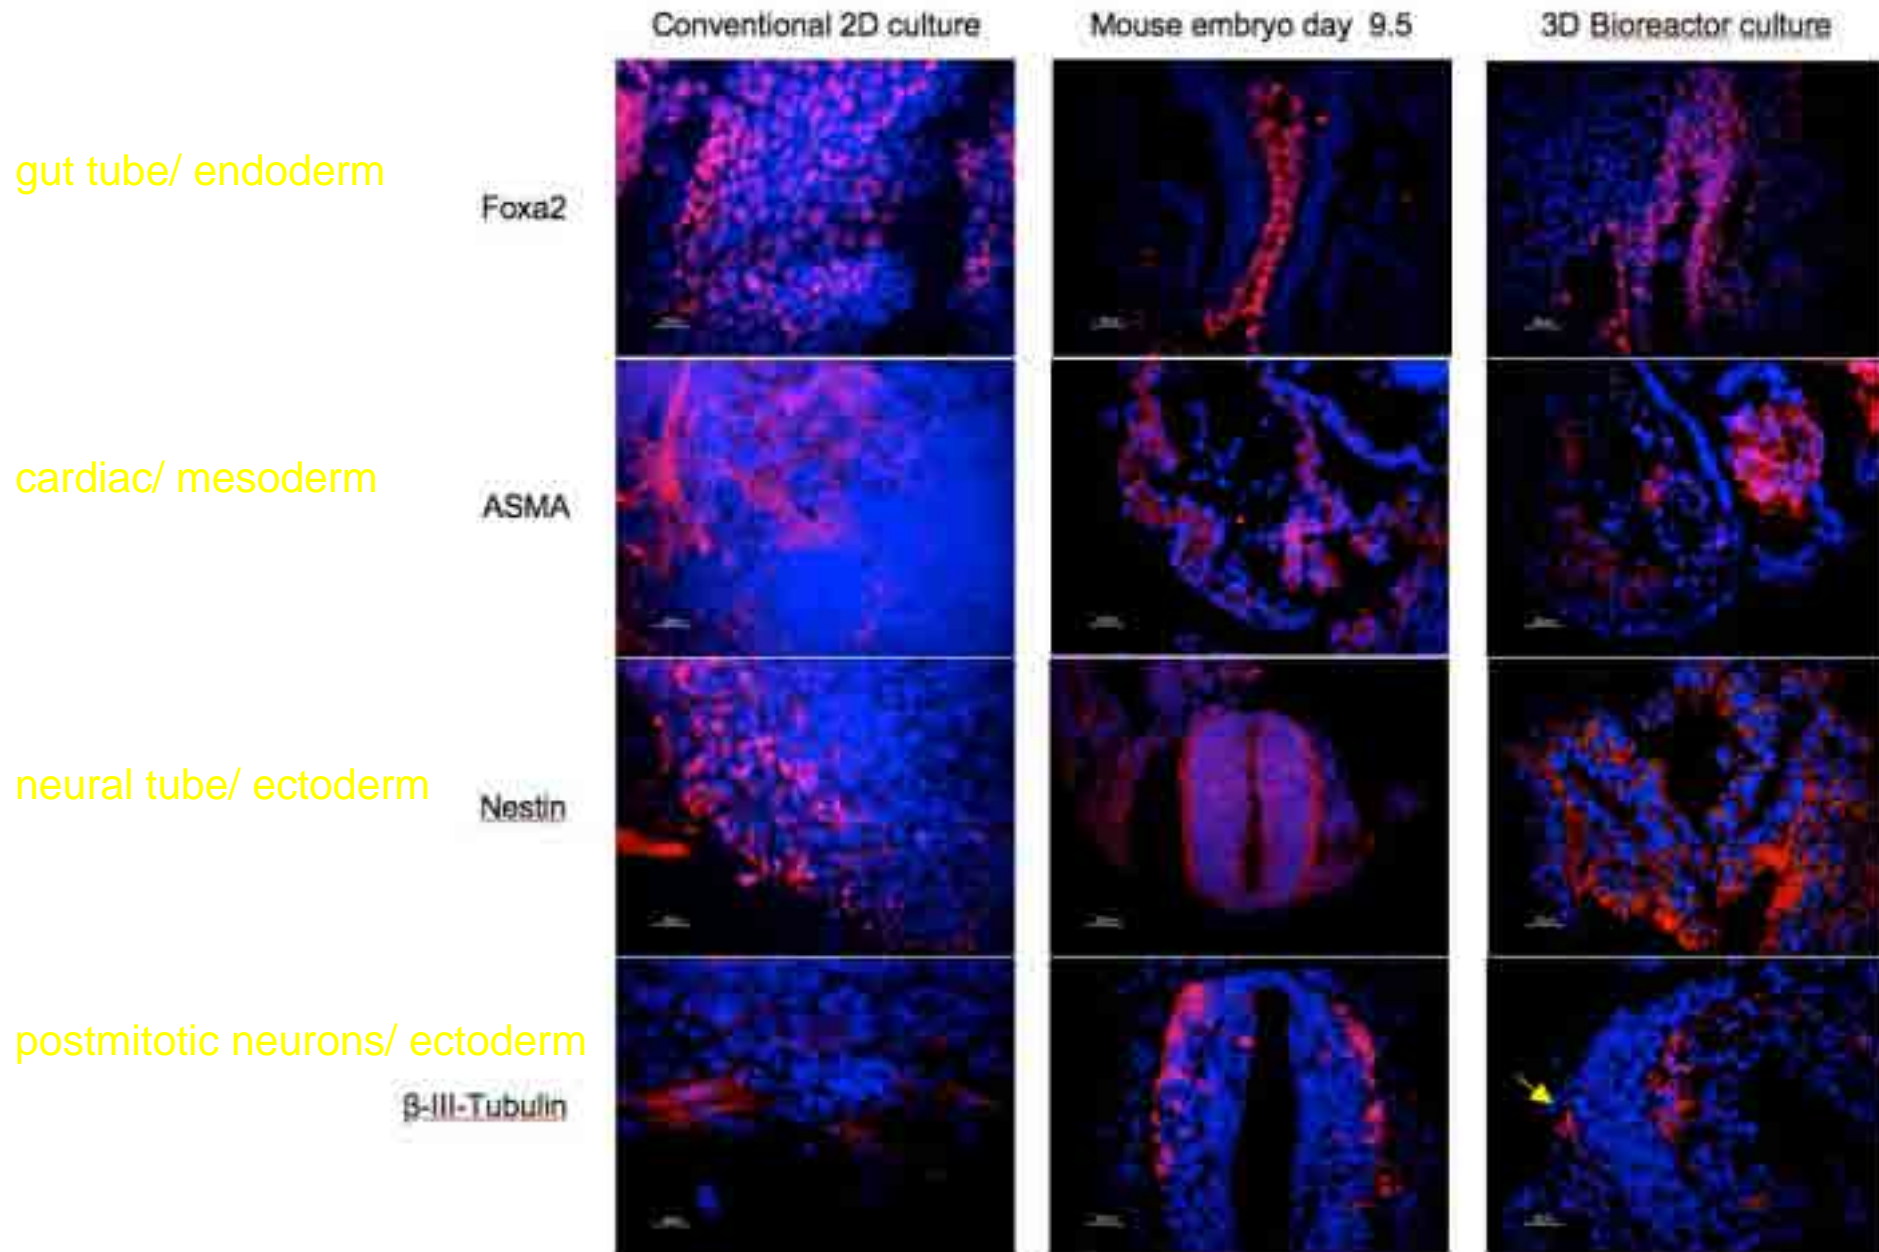 Conventional 2D culture
Mouse embryo day 9.5
3D Bioreactor culture
gut tube/ endoderm
Foxa2
cardiac/ mesoderm
ASMA
neural tube/ ectoderm
Nestin
postmitotic neurons/ ectoderm
β-III-Tubulin